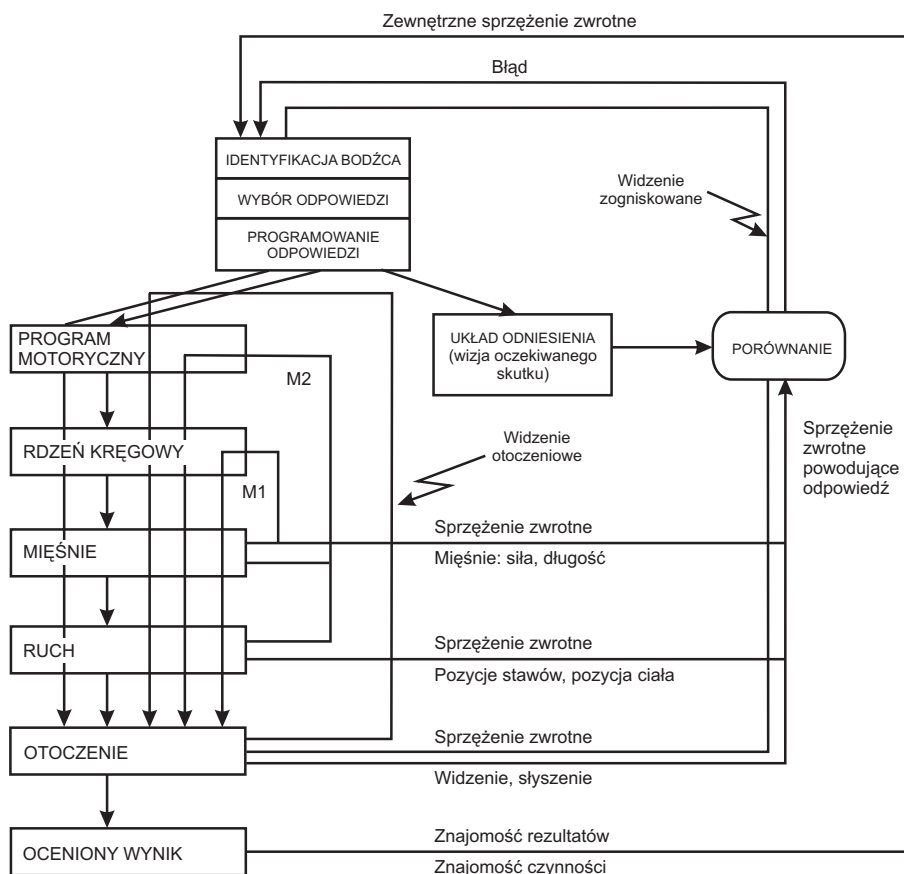 Zewnętrzne sprzężenie zwrotne
Błąd
IDENTYFIKACJA BODŹCA
WYBÓR ODPOWIEDZI
PROGRAMOWANIE
ODPOWIEDZI
Widzenie
zogniskowane
PROGRAM
MOTORYCZNY
UKŁAD ODNIESIENIA
(wizja oczekiwanego
skutku)
PORÓWNANIE
M2
RDZEŃ KRĘGOWY
Widzenie
otoczeniowe
Sprzężenie
zwrotne
powodujące
odpowiedź
M1
MIĘŚNIE
Sprzężenie zwrotne
Mięśnie: siła, długość
RUCH
Sprzężenie zwrotne
Pozycje stawów, pozycja ciała
OTOCZENIE
Sprzężenie zwrotne
Widzenie, słyszenie
OCENIONY WYNIK
Znajomość rezultatów
Znajomość czynności